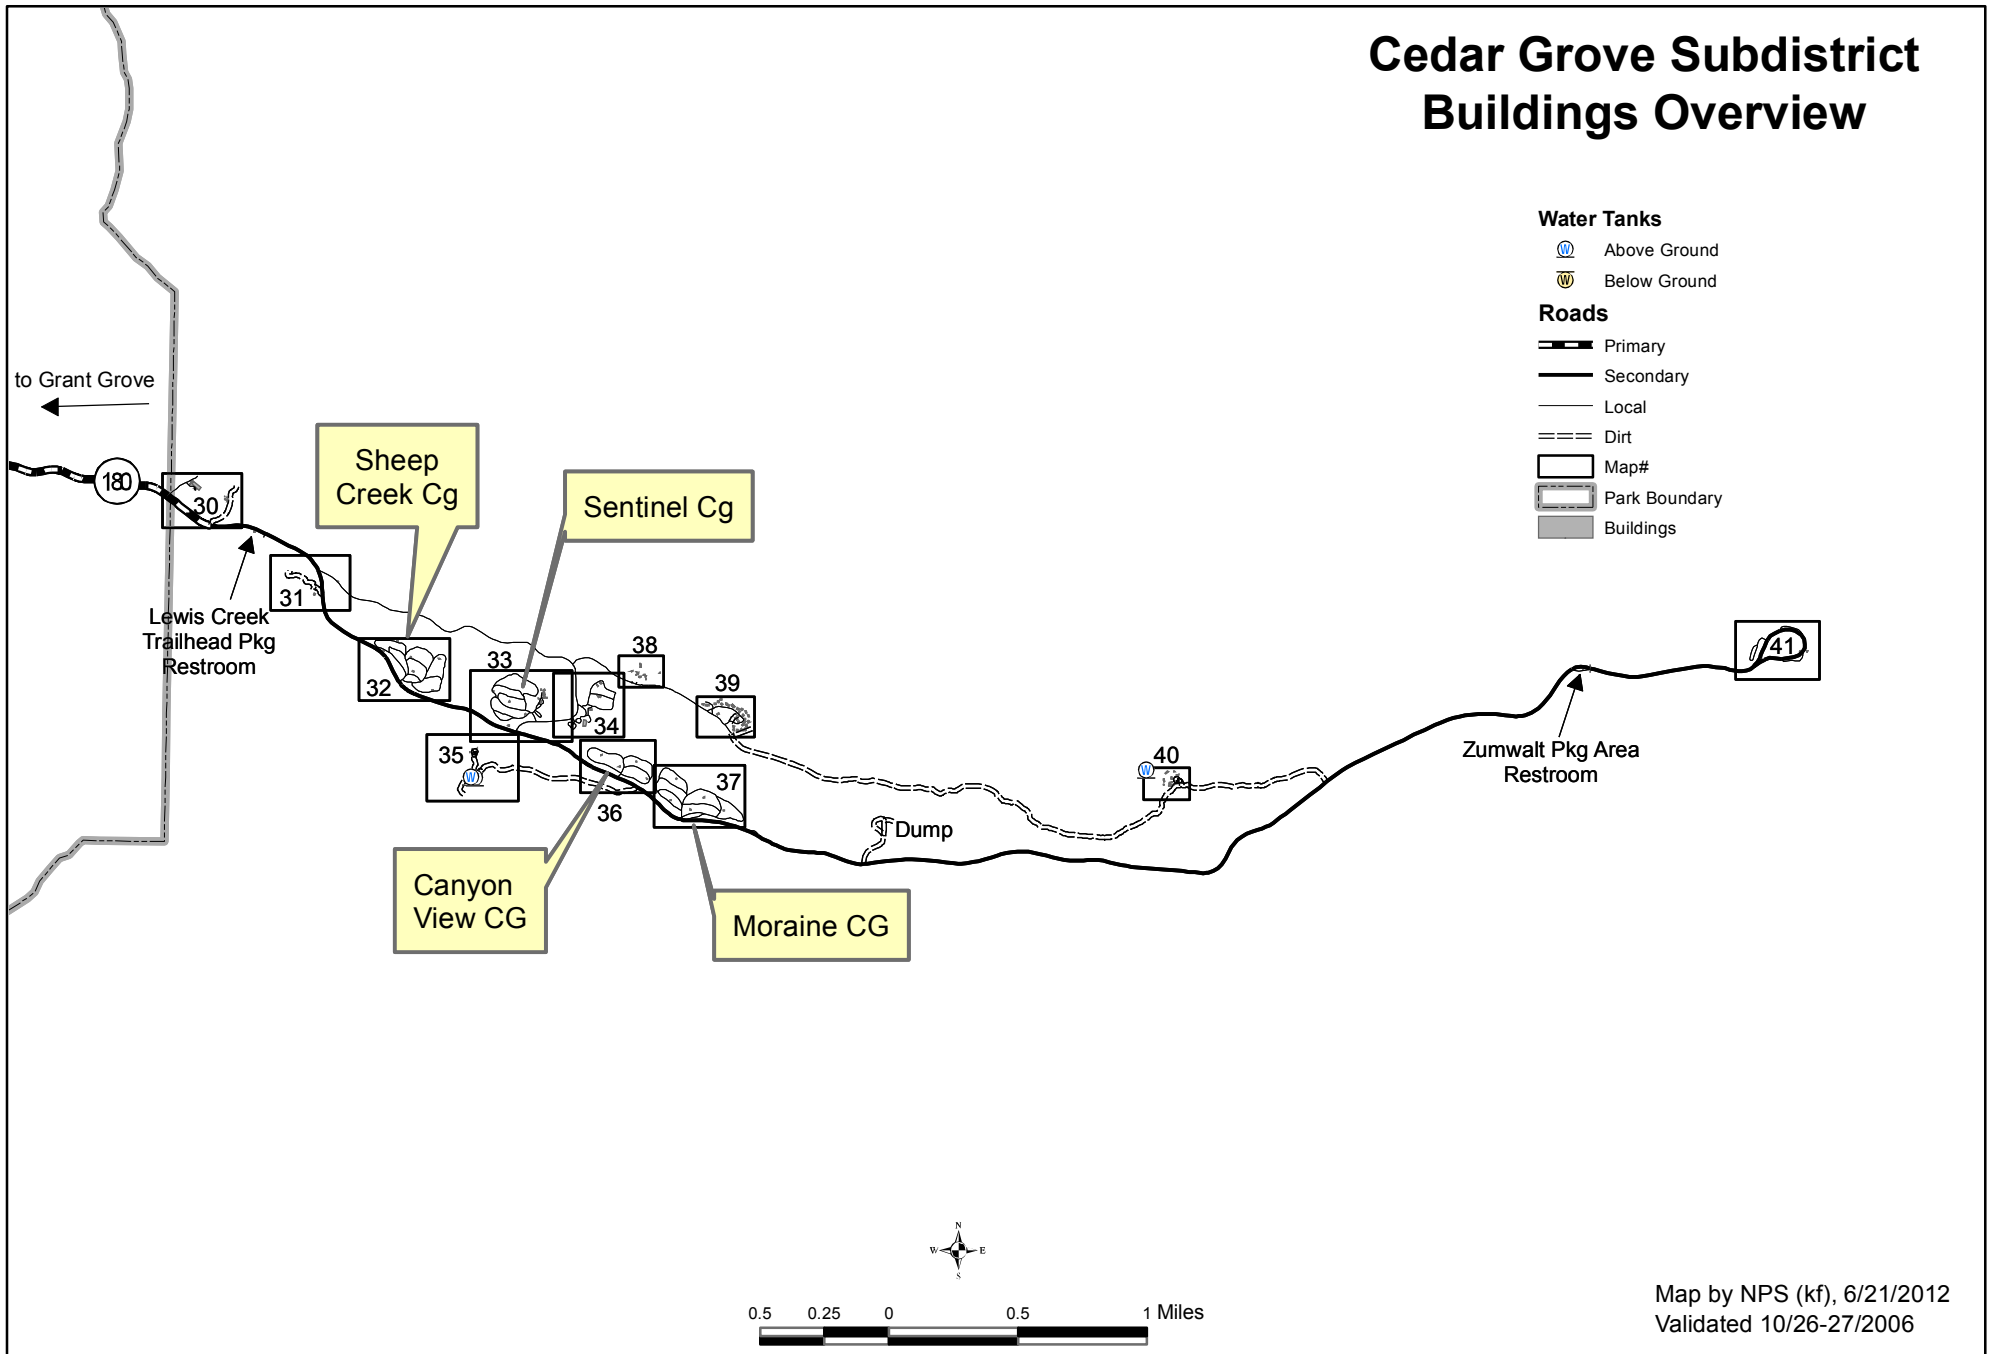 Cedar Grove Subdistrict
Buildings Overview
Water Tanks
W Above Ground
W Below Ground
Roads
Primary
Secondary
Local
Dirt
Map#
Park Boundary
Buildings
to Grant Grove
180
30
Sheep
Creek Cg
Sentinel Cg
31
Lewis Creek
Trailhead Pkg
Restroom
32
33
34
38
39
35
W
36
37
Canyon
View CG
Moraine CG
Dump
40
W
Zumwalt Pkg Area
Restroom
41
N
W
E
S
0.5 0.25 0 0.5 1 Miles
Map by NPS (kf), 6/21/2012
Validated 10/26-27/2006